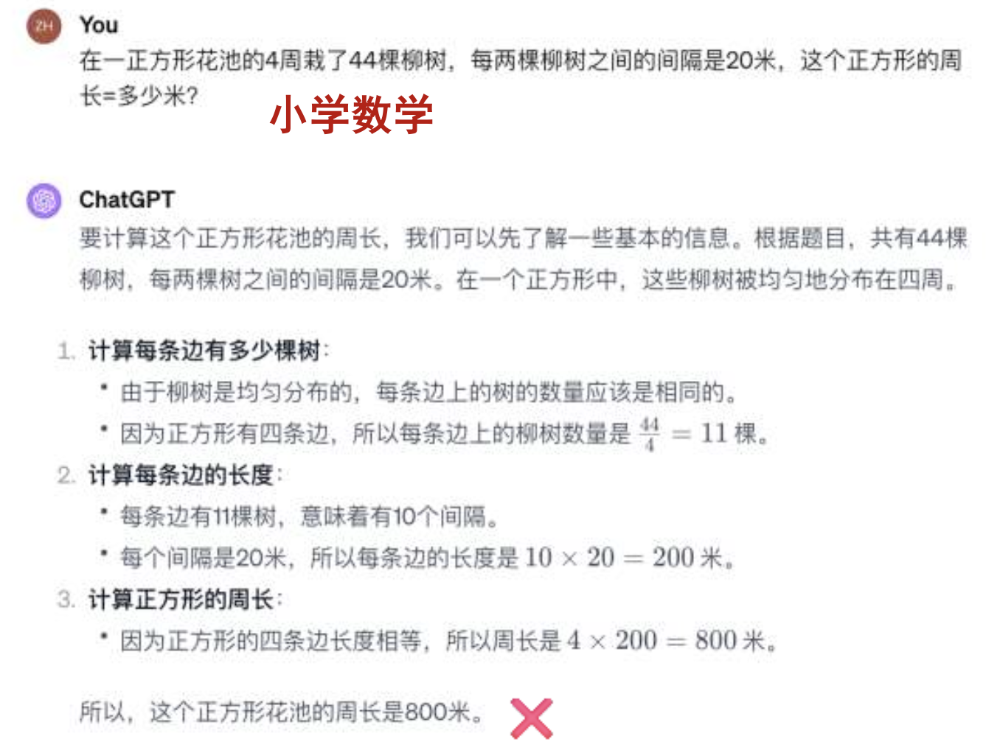 ZH
You
在一正方形花池的4周栽了44棵柳树，每两棵柳树之间的间隔是20米，这个正方形的周
长=多少米?
小学数学
ChatGPT
要计算这个正方形花池的周长，我们可以先了解一些基本的信息。根据题目，共有44棵
柳树，每两棵树之间的间隔是20米。在一个正方形中，这些柳树被均匀地分布在四周。
1. 计算每条边有多少棵树：
• 由于柳树是均匀分布的，每条边上的树的数量应该是相同的。
• 因为正方形有四条边，所以每条边上的柳树数量是 44/4 = 11 棵。
2. 计算每条边的长度：
• 每条边有11棵树，意味着有10个间隔。
• 每个间隔是20米，所以每条边的长度是 10 × 20 = 200 米。
3. 计算正方形的周长：
• 因为正方形的四条边长度相等，所以周长是 4 × 200 = 800 米。
所以，这个正方形花池的周长是800米。